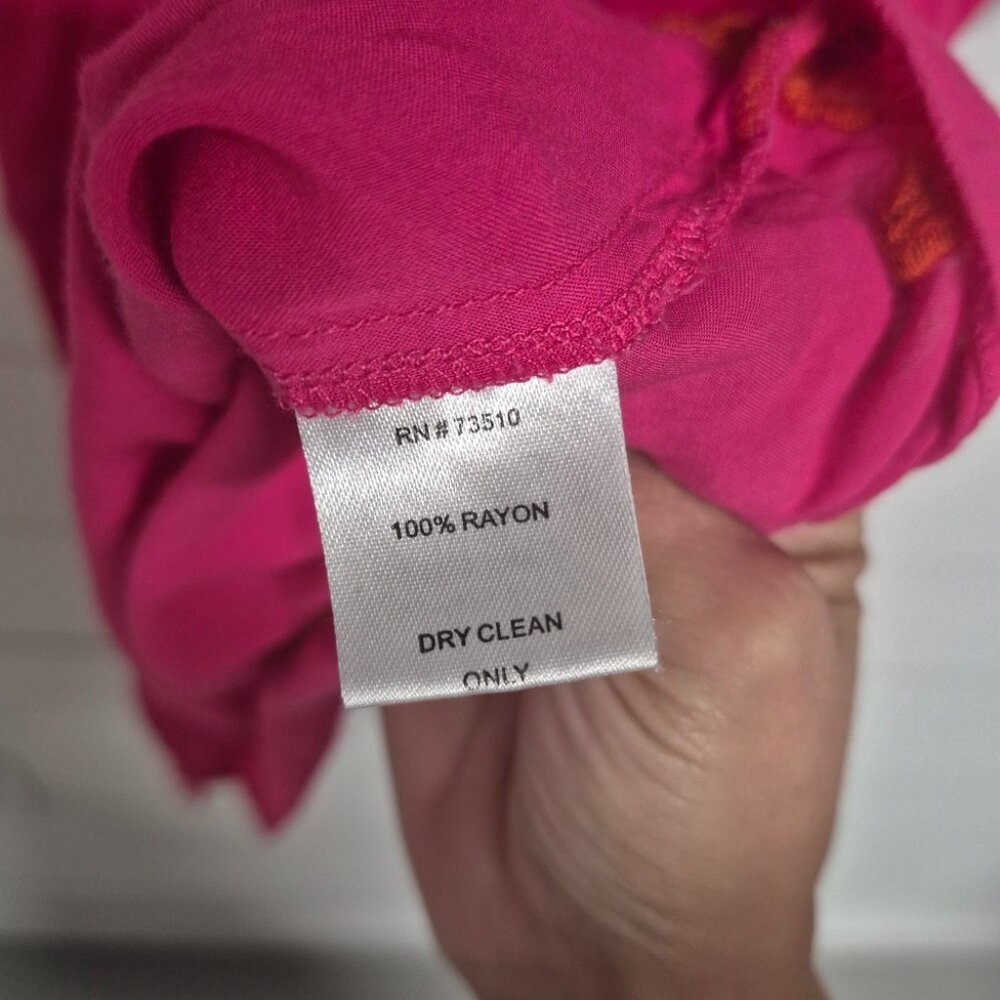 RN # 73510
100% RAYON
DRY CLEAN
ONLY